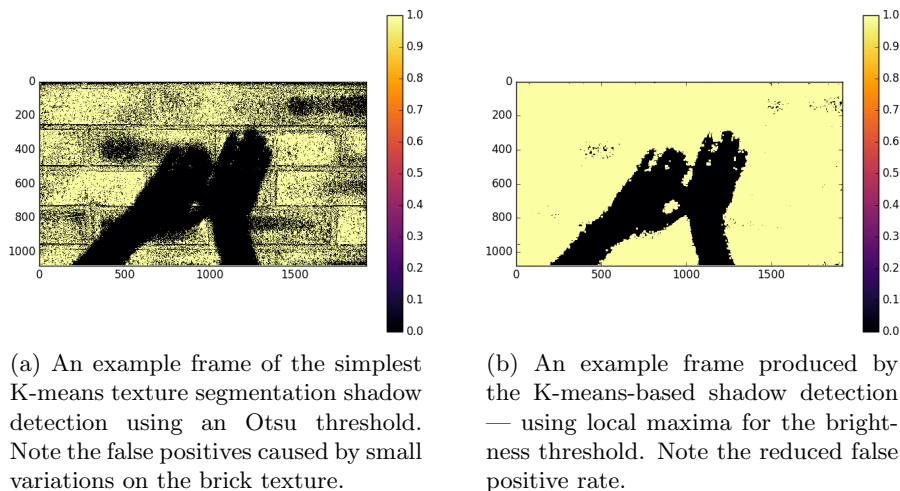 1.0
0.9
0.8
0.7
0.6
0.5
0.4
0.3
0.2
0.1
0.0
0
200
400
600
800
1000
0 500 1000 1500
(a) An example frame of the simplest
K-means texture segmentation shadow
detection using an Otsu threshold.
Note the false positives caused by small
variations on the brick texture.
1.0
0.9
0.8
0.7
0.6
0.5
0.4
0.3
0.2
0.1
0.0
0
200
400
600
800
1000
0 500 1000 1500
(b) An example frame produced by
the K-means-based shadow detection
— using local maxima for the bright-
ness threshold. Note the reduced false
positive rate.